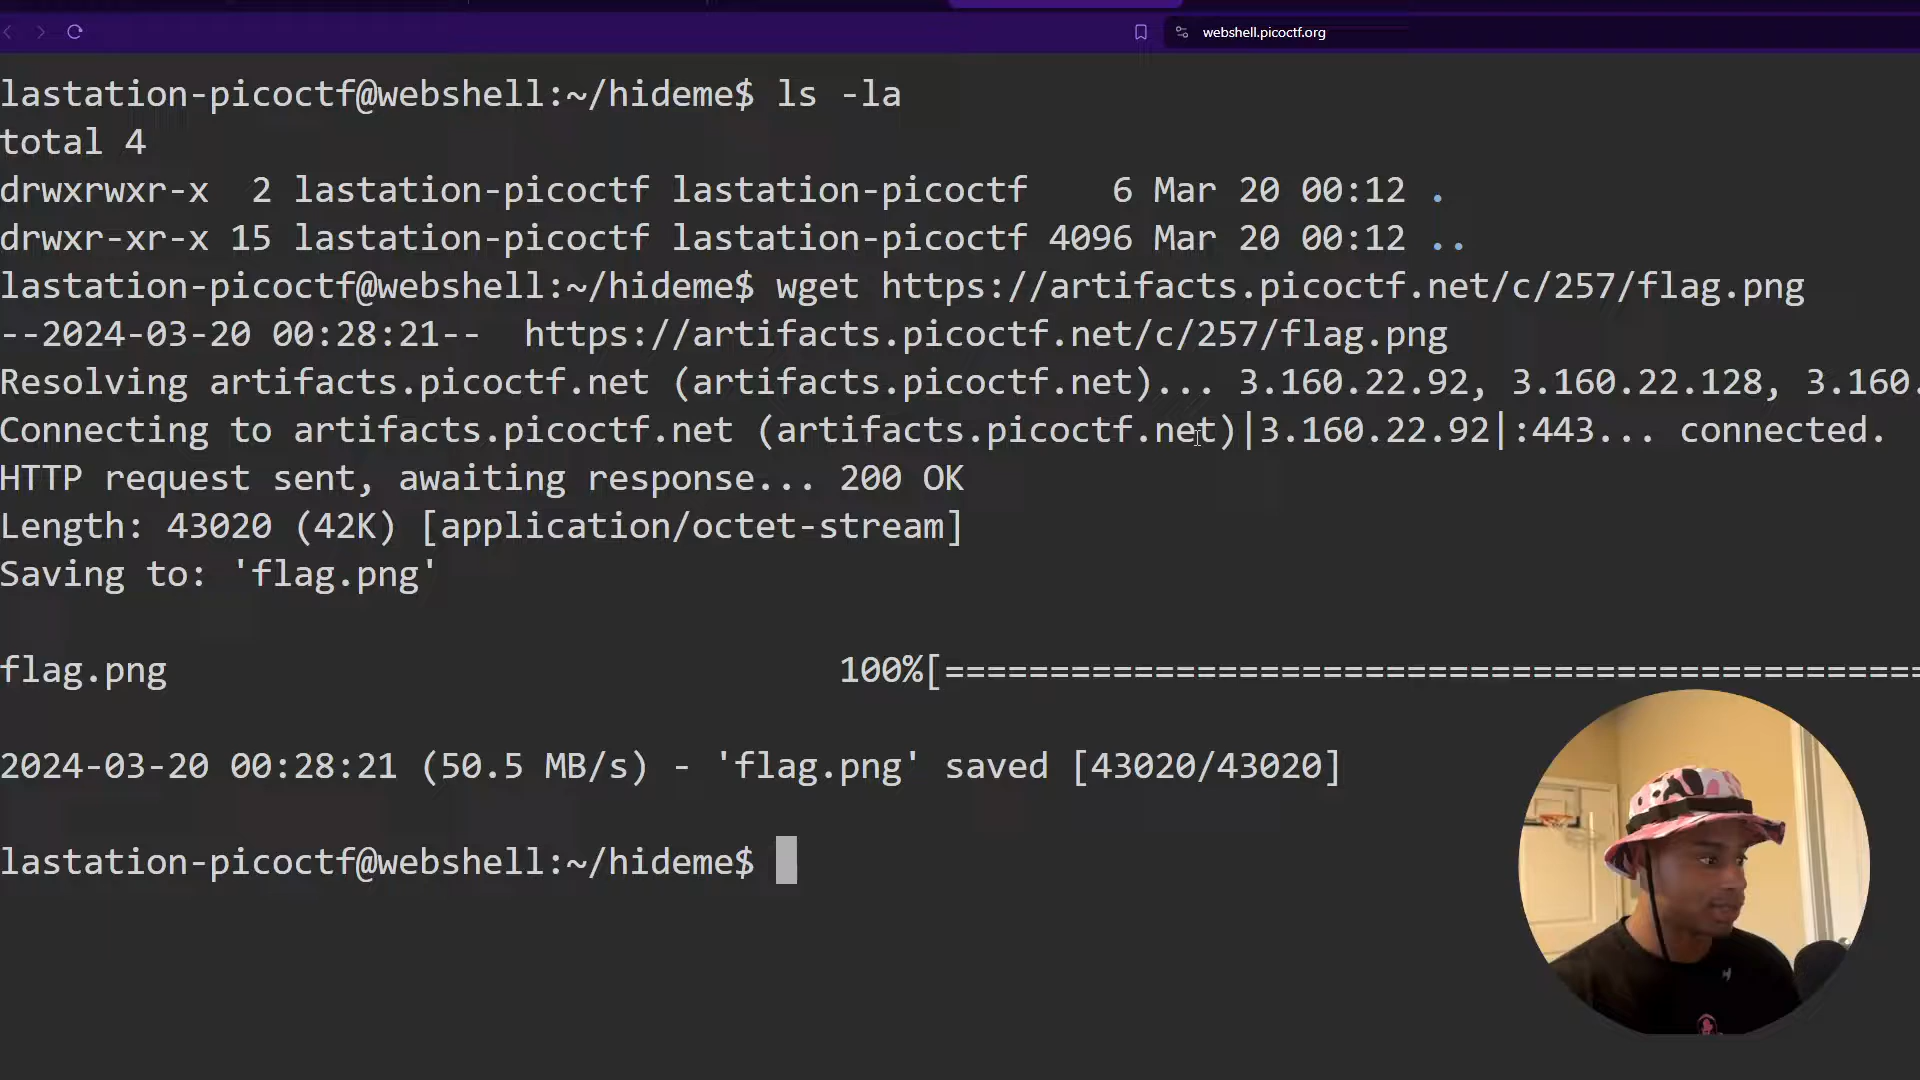 webshell.picoctf.org
lastation-picoctf@webshell:~/hideme$ ls -la
total 4
drwxrwxr-x  2 lastation-picoctf lastation-picoctf    6 Mar 20 00:12 .
drwxr-xr-x 15 lastation-picoctf lastation-picoctf 4096 Mar 20 00:12 ..
lastation-picoctf@webshell:~/hideme$ wget https://artifacts.picoctf.net/c/257/flag.png
--2024-03-20 00:28:21--  https://artifacts.picoctf.net/c/257/flag.png
Resolving artifacts.picoctf.net (artifacts.picoctf.net)... 3.160.22.92, 3.160.22.128, 3.160.
Connecting to artifacts.picoctf.net (artifacts.picoctf.net)|3.160.22.92|:443... connected.
HTTP request sent, awaiting response... 200 OK
Length: 43020 (42K) [application/octet-stream]
Saving to: 'flag.png'
flag.png                                100%[===============================================
2024-03-20 00:28:21 (50.5 MB/s) - 'flag.png' saved [43020/43020]
lastation-picoctf@webshell:~/hideme$